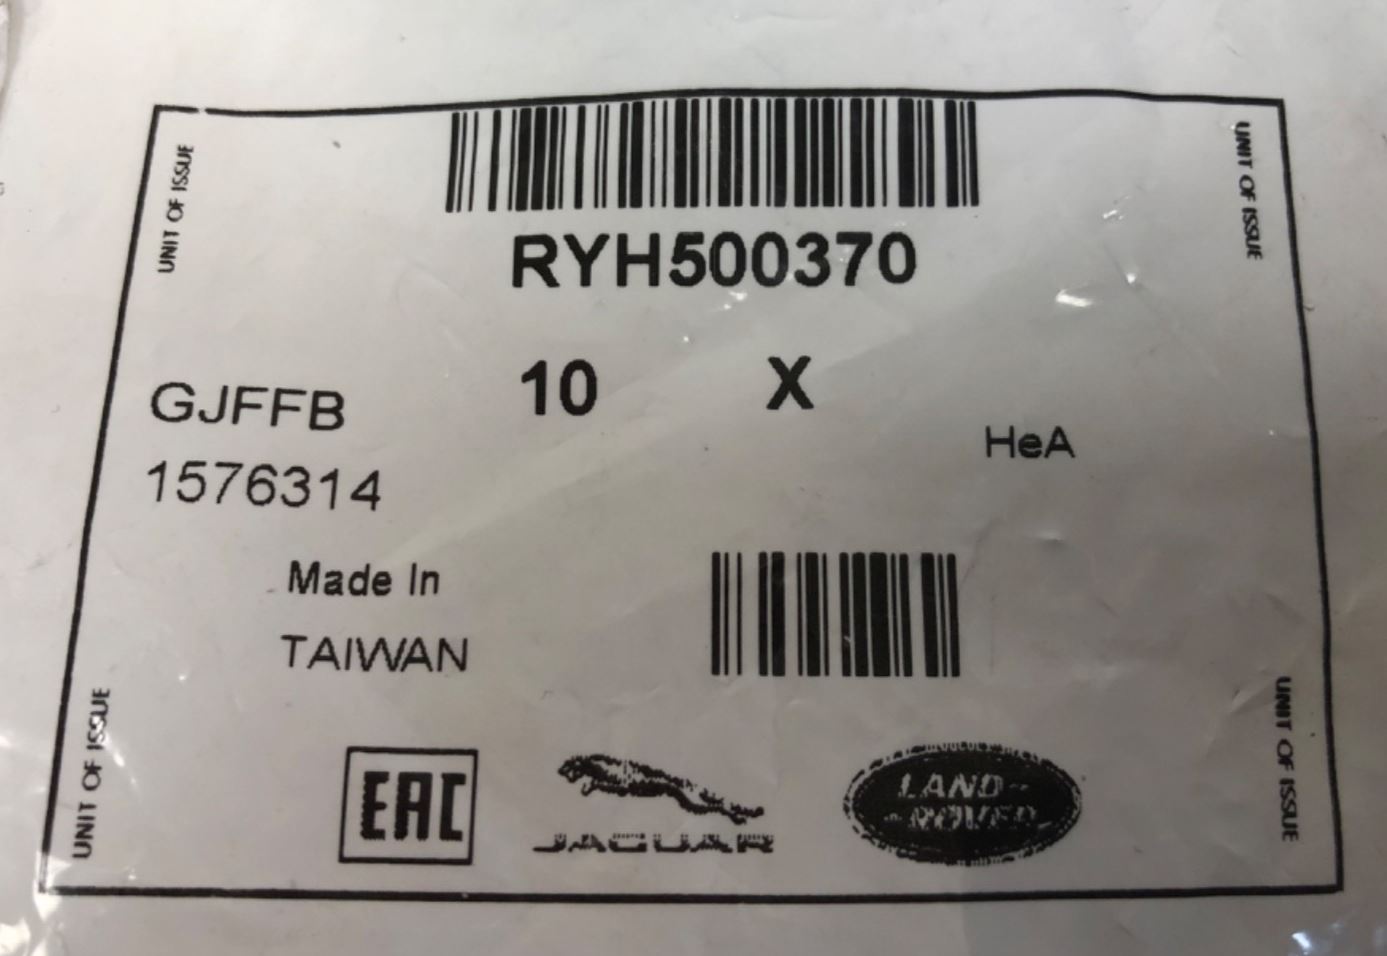 UNIT OF ISSUE
UNIT OF ISSUE
RYH500370
10 X
GJFFB
HeA
1576314
Made In
TAIWAN
UNIT OF ISSUE
UNIT OF ISSUE
EAC
JAGUAR
LAND-
-ROVER